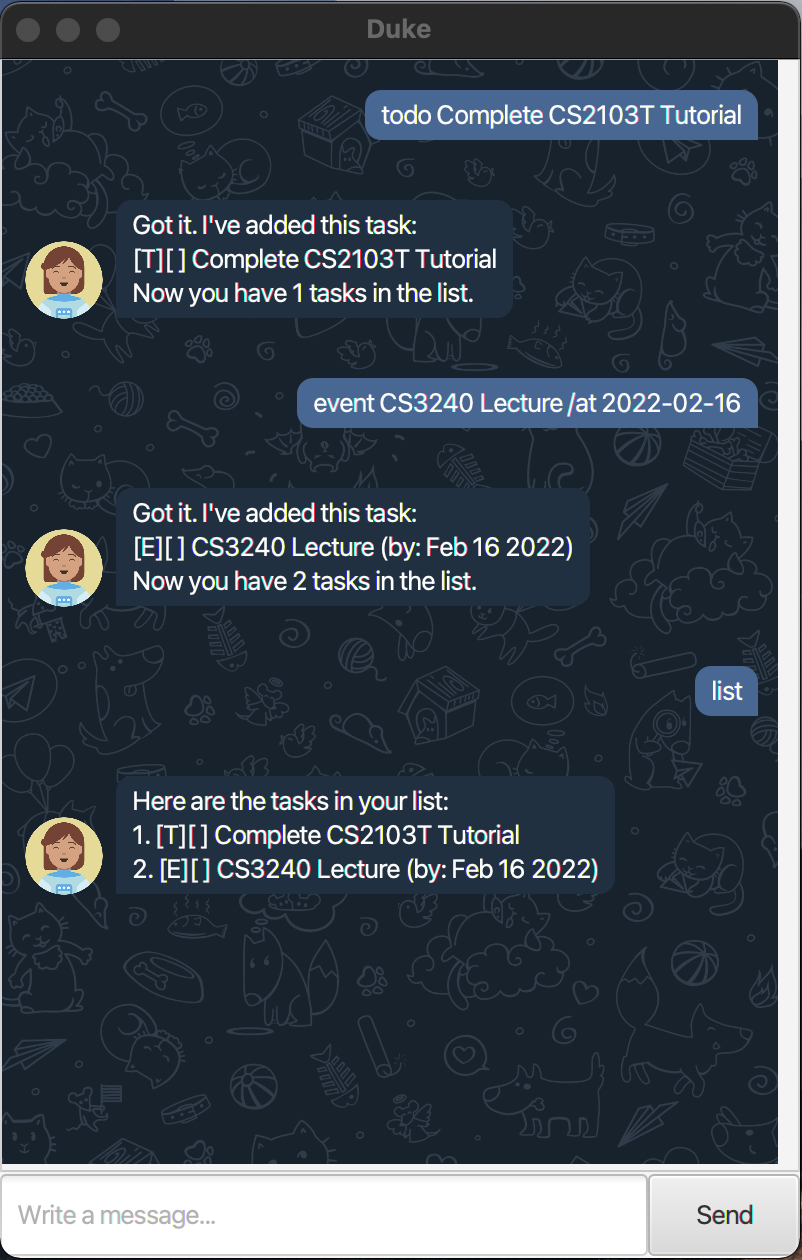 Duke
todo Complete CS2103T Tutorial
Got it. I've added this task:
[T][ ] Complete CS2103T Tutorial
Now you have 1 tasks in the list.
event CS3240 Lecture /at 2022-02-16
Got it. I've added this task:
[E][ ] CS3240 Lecture (by: Feb 16 2022)
Now you have 2 tasks in the list.
list
Here are the tasks in your list:
1. [T][ ] Complete CS2103T Tutorial
2. [E][ ] CS3240 Lecture (by: Feb 16 2022)
Write a message...
Send